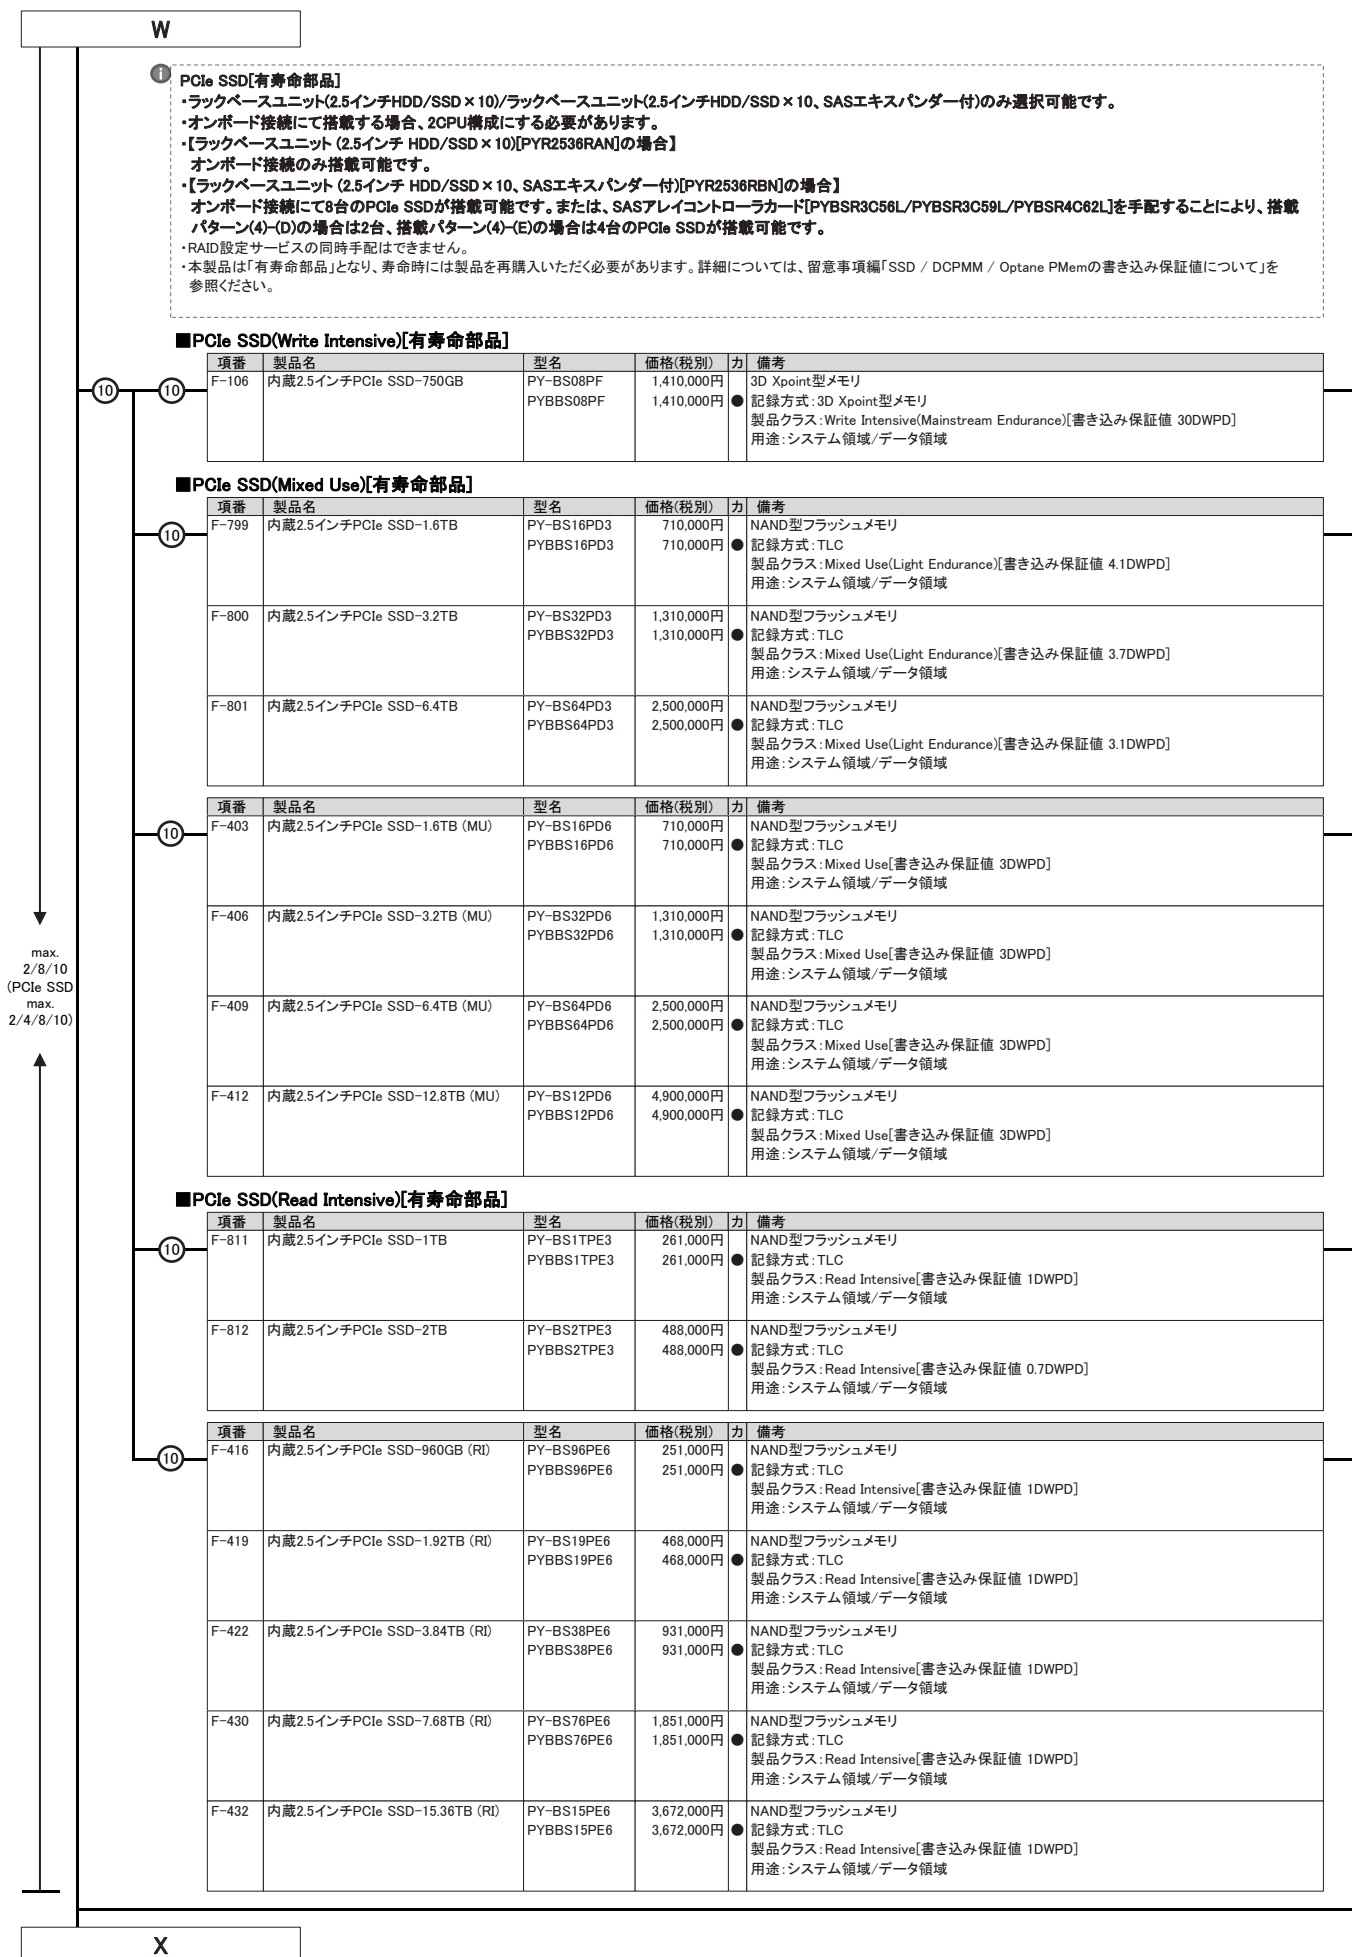 W
i
PCIe SSD[有寿命部品]
・ラックベースユニット(2.5インチHDD/SSD×10)/ラックベースユニット(2.5インチHDD/SSD×10、SASエキスパンダー付)のみ選択可能です。
・オンボード接続にて搭載する場合、2CPU構成にする必要があります。
・【ラックベースユニット (2.5インチ HDD/SSD×10)[PYR2536RAN]の場合】
オンボード接続のみ搭載可能です。
・【ラックベースユニット (2.5インチ HDD/SSD×10、SASエキスパンダー付)[PYR2536RBN]の場合】
オンボード接続にて8台のPCIe SSDが搭載可能です。または、SASアレイコントローラカード[PYBSR3C56L/PYBSR3C59L/PYBSR4C62L]を手配することにより、搭載
パターン(4)-(D)の場合は2台、搭載パターン(4)-(E)の場合は4台のPCIe SSDが搭載可能です。
・RAID設定サービスの同時手配はできません。
・本製品は「有寿命部品」となり、寿命時には製品を再購入いただく必要があります。詳細については、留意事項編「SSD / DCPMM / Optane PMemの書き込み保証値について」を
参照ください。
■PCIe SSD(Write Intensive)[有寿命部品]
項番 製品名 型名 価格(税別) カ 備考
10 10 F-106 内蔵2.5インチPCIe SSD-750GB PY-BS08PF 1,410,000円 3D Xpoint型メモリ
PYBBS08PF 1,410,000円 ● 記録方式:3D Xpoint型メモリ
製品クラス:Write Intensive(Mainstream Endurance)[書き込み保証値 30DWPD]
用途:システム領域/データ領域
■PCIe SSD(Mixed Use)[有寿命部品]
項番 製品名 型名 価格(税別) カ 備考
10 F-799 内蔵2.5インチPCIe SSD-1.6TB PY-BS16PD3 710,000円 NAND型フラッシュメモリ
PYBBS16PD3 710,000円 ● 記録方式:TLC
製品クラス:Mixed Use(Light Endurance)[書き込み保証値 4.1DWPD]
用途:システム領域/データ領域
F-800 内蔵2.5インチPCIe SSD-3.2TB PY-BS32PD3 1,310,000円 NAND型フラッシュメモリ
PYBBS32PD3 1,310,000円 ● 記録方式:TLC
製品クラス:Mixed Use(Light Endurance)[書き込み保証値 3.7DWPD]
用途:システム領域/データ領域
F-801 内蔵2.5インチPCIe SSD-6.4TB PY-BS64PD3 2,500,000円 NAND型フラッシュメモリ
PYBBS64PD3 2,500,000円 ● 記録方式:TLC
製品クラス:Mixed Use(Light Endurance)[書き込み保証値 3.1DWPD]
用途:システム領域/データ領域
項番 製品名 型名 価格(税別) カ 備考
10 F-403 内蔵2.5インチPCIe SSD-1.6TB (MU) PY-BS16PD6 710,000円 NAND型フラッシュメモリ
PYBBS16PD6 710,000円 ● 記録方式:TLC
製品クラス:Mixed Use[書き込み保証値 3DWPD]
用途:システム領域/データ領域
F-406 内蔵2.5インチPCIe SSD-3.2TB (MU) PY-BS32PD6 1,310,000円 NAND型フラッシュメモリ
PYBBS32PD6 1,310,000円 ● 記録方式:TLC
製品クラス:Mixed Use[書き込み保証値 3DWPD]
用途:システム領域/データ領域
F-409 内蔵2.5インチPCIe SSD-6.4TB (MU) PY-BS64PD6 2,500,000円 NAND型フラッシュメモリ
PYBBS64PD6 2,500,000円 ● 記録方式:TLC
製品クラス:Mixed Use[書き込み保証値 3DWPD]
用途:システム領域/データ領域
F-412 内蔵2.5インチPCIe SSD-12.8TB (MU) PY-BS12PD6 4,900,000円 NAND型フラッシュメモリ
PYBBS12PD6 4,900,000円 ● 記録方式:TLC
製品クラス:Mixed Use[書き込み保証値 3DWPD]
用途:システム領域/データ領域
max.
2/8/10
(PCIe SSD
max.
2/4/8/10)
■PCIe SSD(Read Intensive)[有寿命部品]
項番 製品名 型名 価格(税別) カ 備考
10 F-811 内蔵2.5インチPCIe SSD-1TB PY-BS1TPE3 261,000円 NAND型フラッシュメモリ
PYBBS1TPE3 261,000円 ● 記録方式:TLC
製品クラス:Read Intensive[書き込み保証値 1DWPD]
用途:システム領域/データ領域
F-812 内蔵2.5インチPCIe SSD-2TB PY-BS2TPE3 488,000円 NAND型フラッシュメモリ
PYBBS2TPE3 488,000円 ● 記録方式:TLC
製品クラス:Read Intensive[書き込み保証値 0.7DWPD]
用途:システム領域/データ領域
項番 製品名 型名 価格(税別) カ 備考
10 F-416 内蔵2.5インチPCIe SSD-960GB (RI) PY-BS96PE6 251,000円 NAND型フラッシュメモリ
PYBBS96PE6 251,000円 ● 記録方式:TLC
製品クラス:Read Intensive[書き込み保証値 1DWPD]
用途:システム領域/データ領域
F-419 内蔵2.5インチPCIe SSD-1.92TB (RI) PY-BS19PE6 468,000円 NAND型フラッシュメモリ
PYBBS19PE6 468,000円 ● 記録方式:TLC
製品クラス:Read Intensive[書き込み保証値 1DWPD]
用途:システム領域/データ領域
F-422 内蔵2.5インチPCIe SSD-3.84TB (RI) PY-BS38PE6 931,000円 NAND型フラッシュメモリ
PYBBS38PE6 931,000円 ● 記録方式:TLC
製品クラス:Read Intensive[書き込み保証値 1DWPD]
用途:システム領域/データ領域
F-430 内蔵2.5インチPCIe SSD-7.68TB (RI) PY-BS76PE6 1,851,000円 NAND型フラッシュメモリ
PYBBS76PE6 1,851,000円 ● 記録方式:TLC
製品クラス:Read Intensive[書き込み保証値 1DWPD]
用途:システム領域/データ領域
F-432 内蔵2.5インチPCIe SSD-15.36TB (RI) PY-BS15PE6 3,672,000円 NAND型フラッシュメモリ
PYBBS15PE6 3,672,000円 ● 記録方式:TLC
製品クラス:Read Intensive[書き込み保証値 1DWPD]
用途:システム領域/データ領域
X